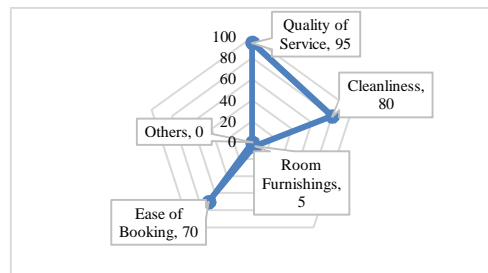 100
80
60
40
20
0
Quality of
Service, 95
Cleanliness,
80
Room
Furnishings,
5
Ease of
Booking, 70
Others, 0